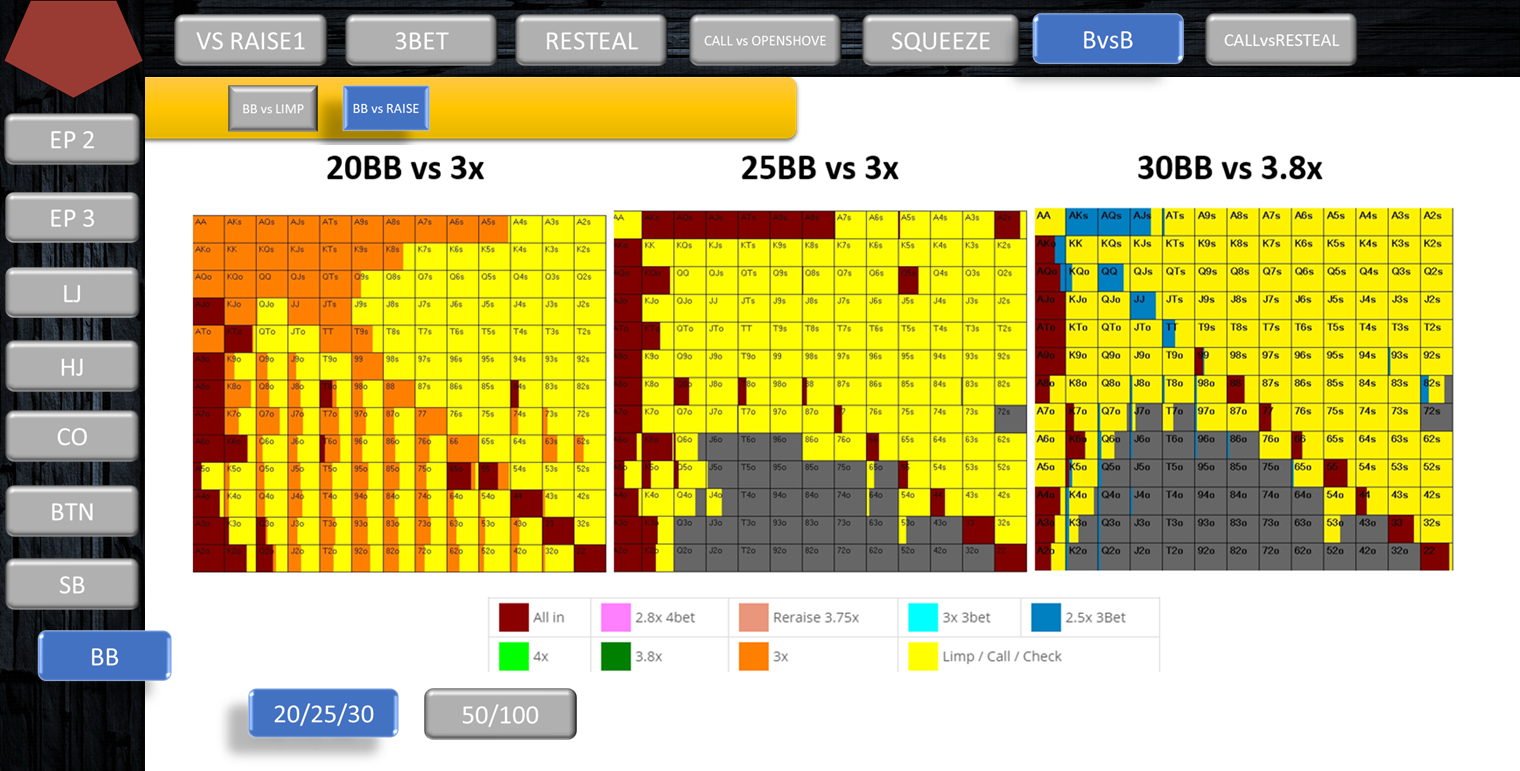 VS RAISE1
3BET
RESTEAL
CALL vs OPENSHOVE
SQUEEZE
BvsB
CALLvsRESTEAL
BB vs LIMP
BB vs RAISE
EP 2
EP 3
LJ
HJ
CO
BTN
SB
BB
20BB vs 3x
AA AKs AQs AJs ATs A9s A8s A7s A6s A5s A4s A3s A2s
AKo KK KQs KJs KTs K9s K8s K7s K6s K5s K4s K3s K2s
AQo KQo QQ QJs QTs Q9s Q8s Q7s Q6s Q5s Q4s Q3s Q2s
AJo KJo QJo JJ JTs J9s J8s J7s J6s J5s J4s J3s J2s
ATo KTo QTo JTo TT T9s T8s T7s T6s T5s T4s T3s T2s
A9o K9o Q9o J9o T9o 99 98s 97s 96s 95s 94s 93s 92s
A8o K8o Q8o J8o T8o 98o 88 87s 86s 85s 84s 83s 82s
A7o K7o Q7o J7o T7o 97o 87o 77 76s 75s 74s 73s 72s
A6o K6o Q6o J6o T6o 96o 86o 76o 66 65s 64s 63s 62s
A5o K5o Q5o J5o T5o 95o 85o 75o 65o 55 54s 53s 52s
A4o K4o Q4o J4o T4o 94o 84o 74o 64o 54o 44 43s 42s
A3o K3o Q3o J3o T3o 93o 83o 73o 63o 53o 43o 33 32s
A2o K2o Q2o J2o T2o 92o 82o 72o 62o 52o 42o 32o 22
25BB vs 3x
AA AKs AQs AJs ATs A9s A8s A7s A6s A5s A4s A3s A2s
AKo KK KQs KJs KTs K9s K8s K7s K6s K5s K4s K3s K2s
AQo KQo QQ QJs QTs Q9s Q8s Q7s Q6s Q5s Q4s Q3s Q2s
AJo KJo QJo JJ JTs J9s J8s J7s J6s J5s J4s J3s J2s
ATo KTo QTo JTo TT T9s T8s T7s T6s T5s T4s T3s T2s
A9o K9o Q9o J9o T9o 99 98s 97s 96s 95s 94s 93s 92s
A8o K8o Q8o J8o T8o 98o 88 87s 86s 85s 84s 83s 82s
A7o K7o Q7o J7o T7o 97o 87o 77 76s 75s 74s 73s 72s
A6o K6o Q6o J6o T6o 96o 86o 76o 66 65s 64s 63s 62s
A5o K5o Q5o J5o T5o 95o 85o 75o 65o 55 54s 53s 52s
A4o K4o Q4o J4o T4o 94o 84o 74o 64o 54o 44 43s 42s
A3o K3o Q3o J3o T3o 93o 83o 73o 63o 53o 43o 33 32s
A2o K2o Q2o J2o T2o 92o 82o 72o 62o 52o 42o 32o 22
30BB vs 3.8x
AA AKs AQs AJs ATs A9s A8s A7s A6s A5s A4s A3s A2s
AKo KK KQs KJs KTs K9s K8s K7s K6s K5s K4s K3s K2s
AQo KQo QQ QJs QTs Q9s Q8s Q7s Q6s Q5s Q4s Q3s Q2s
AJo KJo QJo JJ JTs J9s J8s J7s J6s J5s J4s J3s J2s
ATo KTo QTo JTo TT T9s T8s T7s T6s T5s T4s T3s T2s
A9o K9o Q9o J9o T9o 99 98s 97s 96s 95s 94s 93s 92s
A8o K8o Q8o J8o T8o 98o 88 87s 86s 85s 84s 83s 82s
A7o K7o Q7o J7o T7o 97o 87o 77 76s 75s 74s 73s 72s
A6o K6o Q6o J6o T6o 96o 86o 76o 66 65s 64s 63s 62s
A5o K5o Q5o J5o T5o 95o 85o 75o 65o 55 54s 53s 52s
A4o K4o Q4o J4o T4o 94o 84o 74o 64o 54o 44 43s 42s
A3o K3o Q3o J3o T3o 93o 83o 73o 63o 53o 43o 33 32s
A2o K2o Q2o J2o T2o 92o 82o 72o 62o 52o 42o 32o 22
All in
2.8x 4bet
Reraise 3.75x
3x 3bet
2.5x 3Bet
4x
3.8x
3x
Limp / Call / Check
20/25/30
50/100